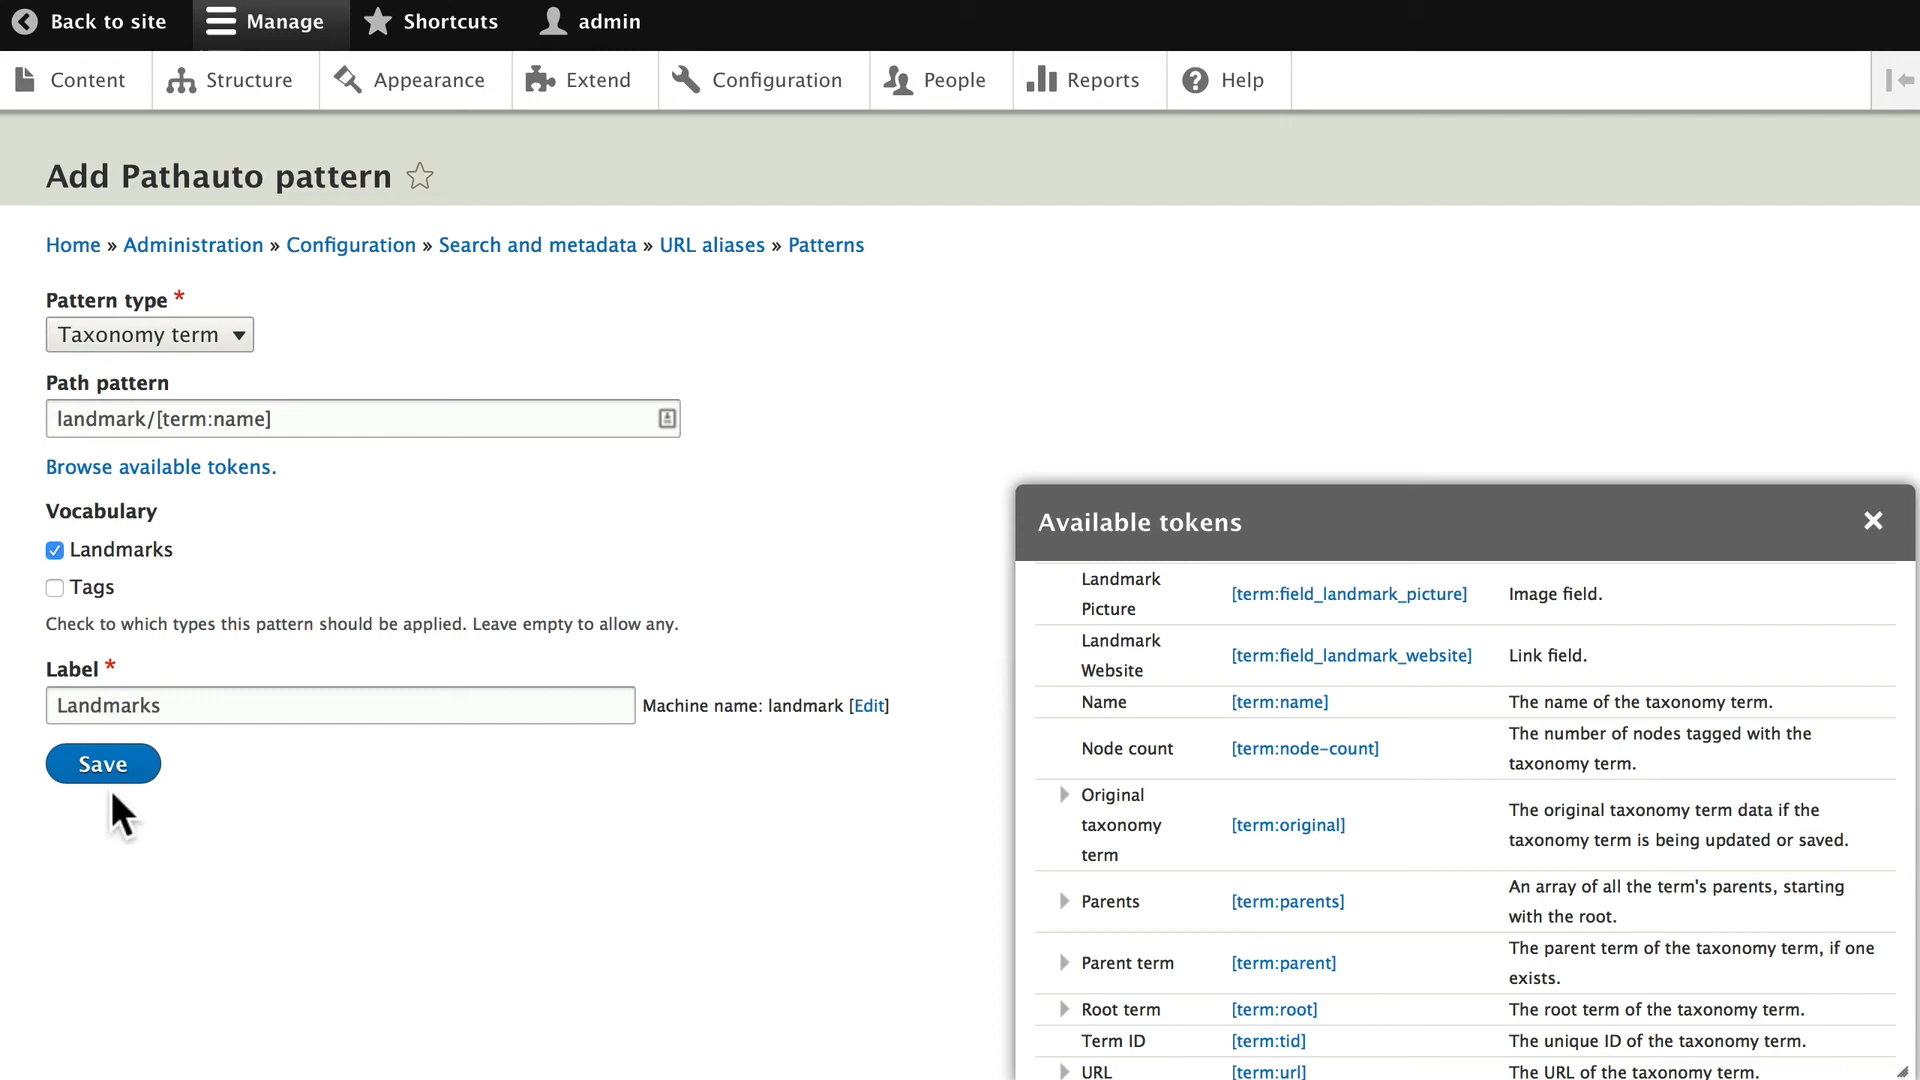 Back to site Manage Shortcuts admin
Content Structure Appearance Extend Configuration People Reports Help
Add Pathauto pattern
Home » Administration » Configuration » Search and metadata » URL aliases » Patterns
Pattern type *
Taxonomy term
Path pattern
landmark/[term:name]
Browse available tokens.
Vocabulary
Landmarks
Tags
Check to which types this pattern should be applied. Leave empty to allow any.
Label *
Landmarks Machine name: landmark [Edit]
Save
Available tokens
Landmark
Picture
[term:field_landmark_picture] Image field.
Landmark
Website
[term:field_landmark_website] Link field.
Name [term:name] The name of the taxonomy term.
Node count [term:node-count] The number of nodes tagged with the
taxonomy term.
Original
taxonomy
term
[term:original] The original taxonomy term data if the
taxonomy term is being updated or saved.
Parents [term:parents] An array of all the term's parents, starting
with the root.
Parent term [term:parent] The parent term of the taxonomy term, if one
exists.
Root term [term:root] The root term of the taxonomy term.
Term ID [term:tid] The unique ID of the taxonomy term.
URL [term:url] The URL of the taxonomy term.